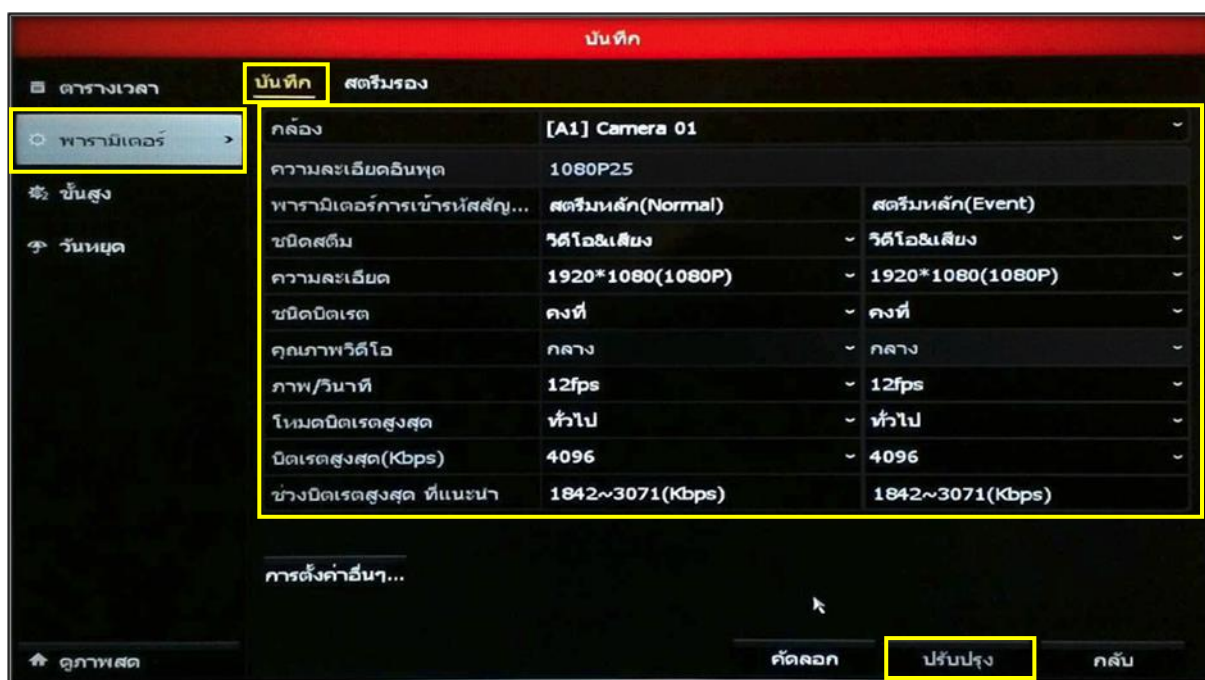 บันทึก
ตารางเวลา
พารามิเตอร์ >
ขั้นสูง
วันหยุด
ดูภาพสด
บันทึก สตรีมรอง
กล้อง [A1] Camera 01
ความละเอียดอินพุต 1080P25
พารามิเตอร์การเข้ารหัสสัญ... สตรีมหลัก(Normal) สตรีมหลัก(Event)
ชนิดสตีม วิดีโอ&เสียง วิดีโอ&เสียง
ความละเอียด 1920*1080(1080P) 1920*1080(1080P)
ชนิดบิตเรต คงที่ คงที่
คุณภาพวิดีโอ กลาง กลาง
ภาพ/วินาที 12fps 12fps
โหมดบิตเรตสูงสุด ทั่วไป ทั่วไป
บิตเรตสูงสุด(Kbps) 4096 4096
ช่วงบิตเรตสูงสุด ที่แนะนำ 1842~3071(Kbps) 1842~3071(Kbps)
การตั้งค่าอื่นๆ...
คัดลอก ปรับปรุง กลับ